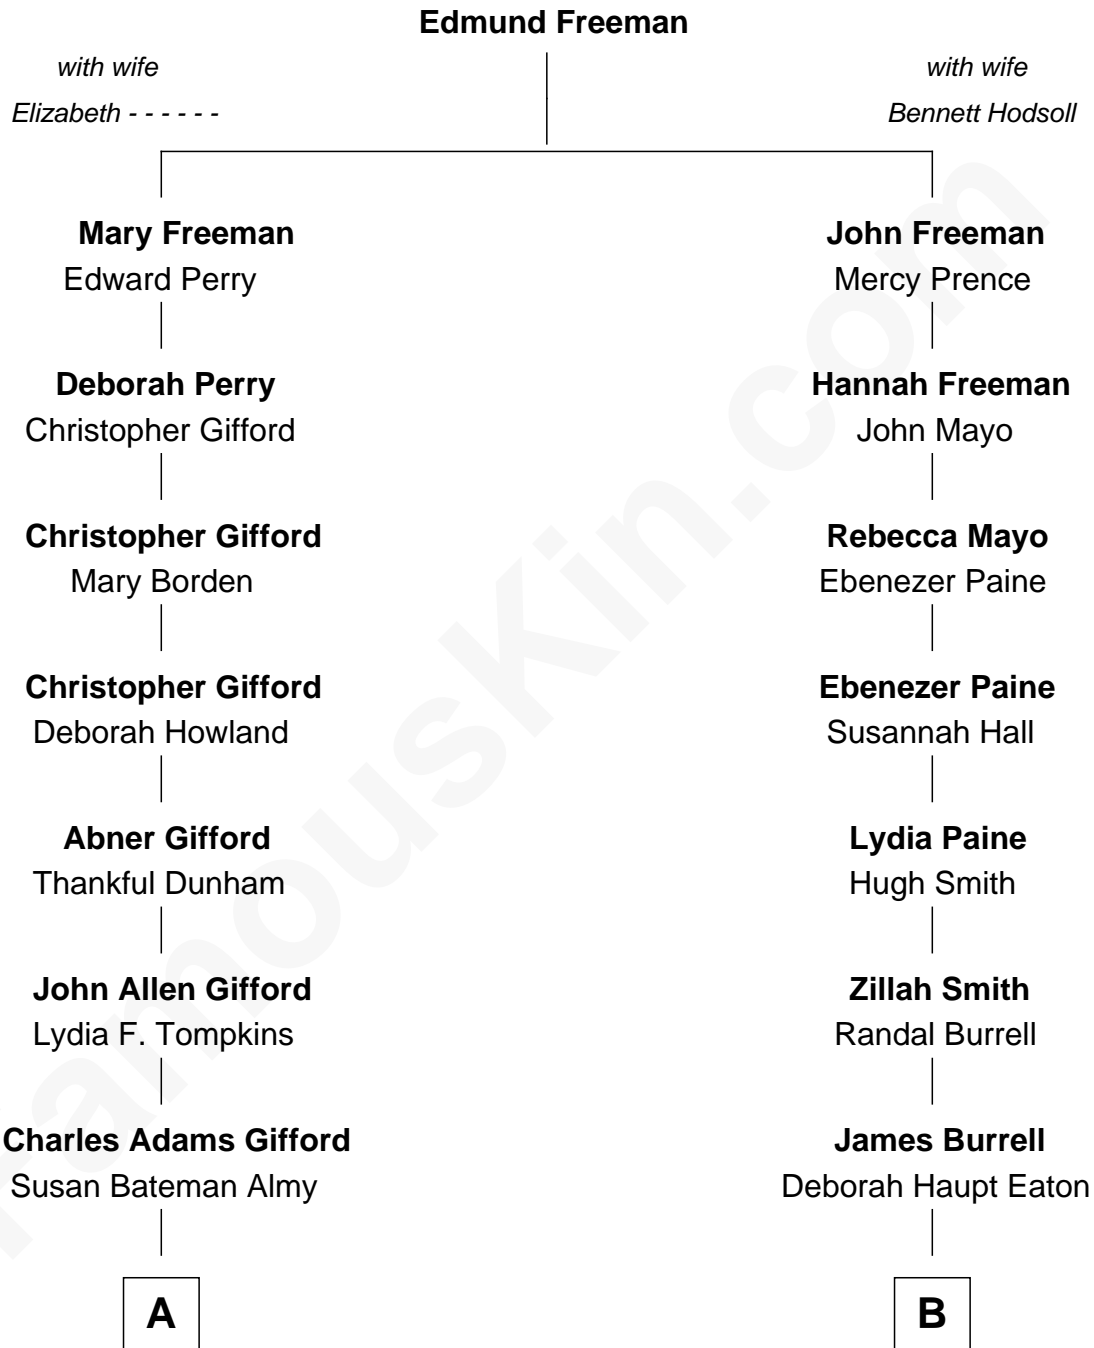 Edmund Freeman
with wife
Elizabeth - - - - - -
with wife
Bennett Hodsoll
Mary Freeman
Edward Perry
John Freeman
Mercy Prence
Deborah Perry
Christopher Gifford
Hannah Freeman
John Mayo
Christopher Gifford
Mary Borden
Rebecca Mayo
Ebenezer Paine
Christopher Gifford
Deborah Howland
Ebenezer Paine
Susannah Hall
Abner Gifford
Thankful Dunham
Lydia Paine
Hugh Smith
John Allen Gifford
Lydia F. Tompkins
Zillah Smith
Randal Burrell
Charles Adams Gifford
Susan Bateman Almy
James Burrell
Deborah Haupt Eaton
A
B
FamousKin.com